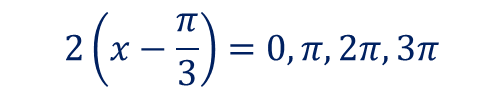 2(x − π/3) = 0, π, 2π, 3π